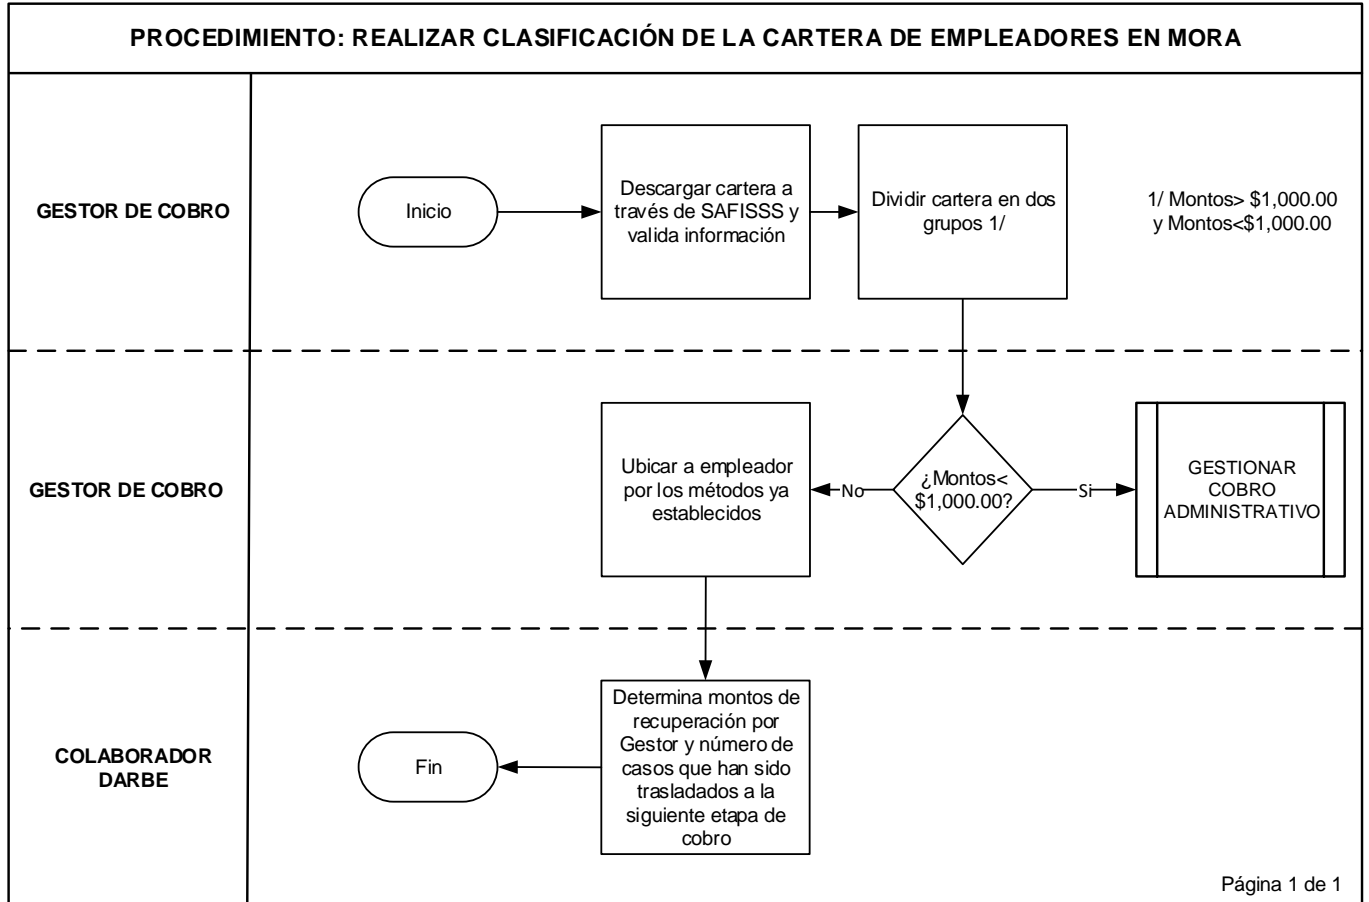 PROCEDIMIENTO: REALIZAR CLASIFICACIÓN DE LA CARTERA DE EMPLEADORES EN MORA
GESTOR DE COBRO
Inicio
Descargar cartera a
través de SAFISSS y
valida información
Dividir cartera en dos
grupos 1/
1/ Montos> $1,000.00
y Montos<$1,000.00
GESTOR DE COBRO
Ubicar a empleador
por los métodos ya
establecidos
No
¿Montos<
$1,000.00?
Si
GESTIONAR
COBRO
ADMINISTRATIVO
COLABORADOR
DARBE
Fin
Determina montos de
recuperación por
Gestor y número de
casos que han sido
trasladados a la
siguiente etapa de
cobro
Página 1 de 1